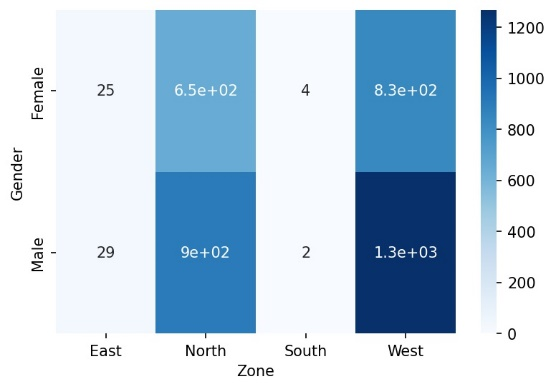 1200
1000
800
600
400
200
0
Female
25
6.5e+02
4
8.3e+02
Gender
Male
29
9e+02
2
1.3e+03
East
North
South
West
Zone